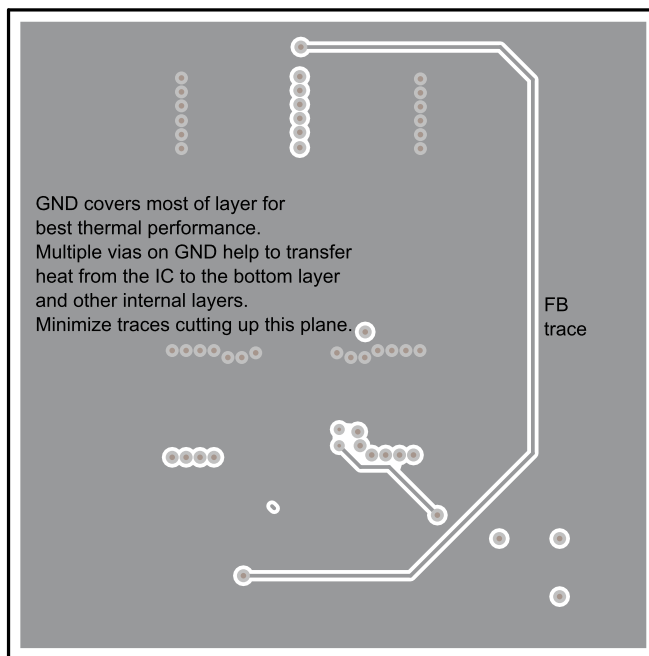 GND covers most of layer for
best thermal performance.
Multiple vias on GND help to transfer
heat from the IC to the bottom layer
and other internal layers.
Minimize traces cutting up this plane.
FB
trace